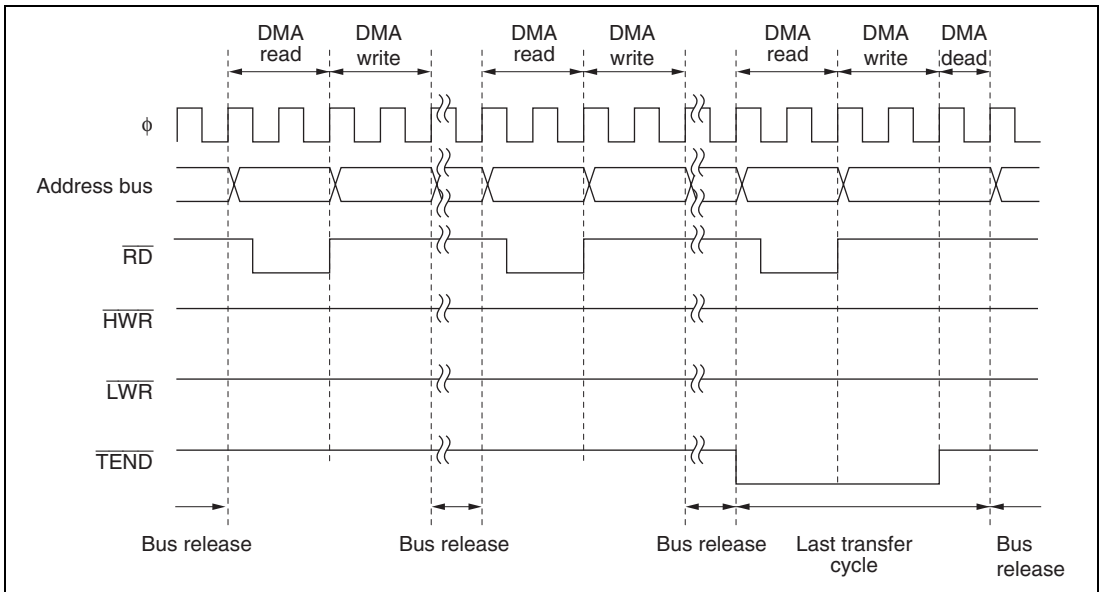 DMA read
DMA write
DMA read
DMA write
DMA read
DMA write
DMA dead
ϕ
Address bus
RD
HWR
LWR
TEND
Bus release
Bus release
Bus release
Last transfer cycle
Bus release